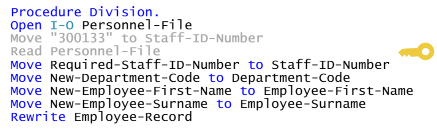 Procedure Division.
Open I-O Personnel-File
Move "300133" to Staff-ID-Number
Read Personnel-File
Move Required-Staff-ID-Number to Staff-ID-Number
Move New-Department-Code to Department-Code
Move New-Employee-First-Name to Employee-First-Name
Move New-Employee-Surname to Employee-Surname
Rewrite Employee-Record